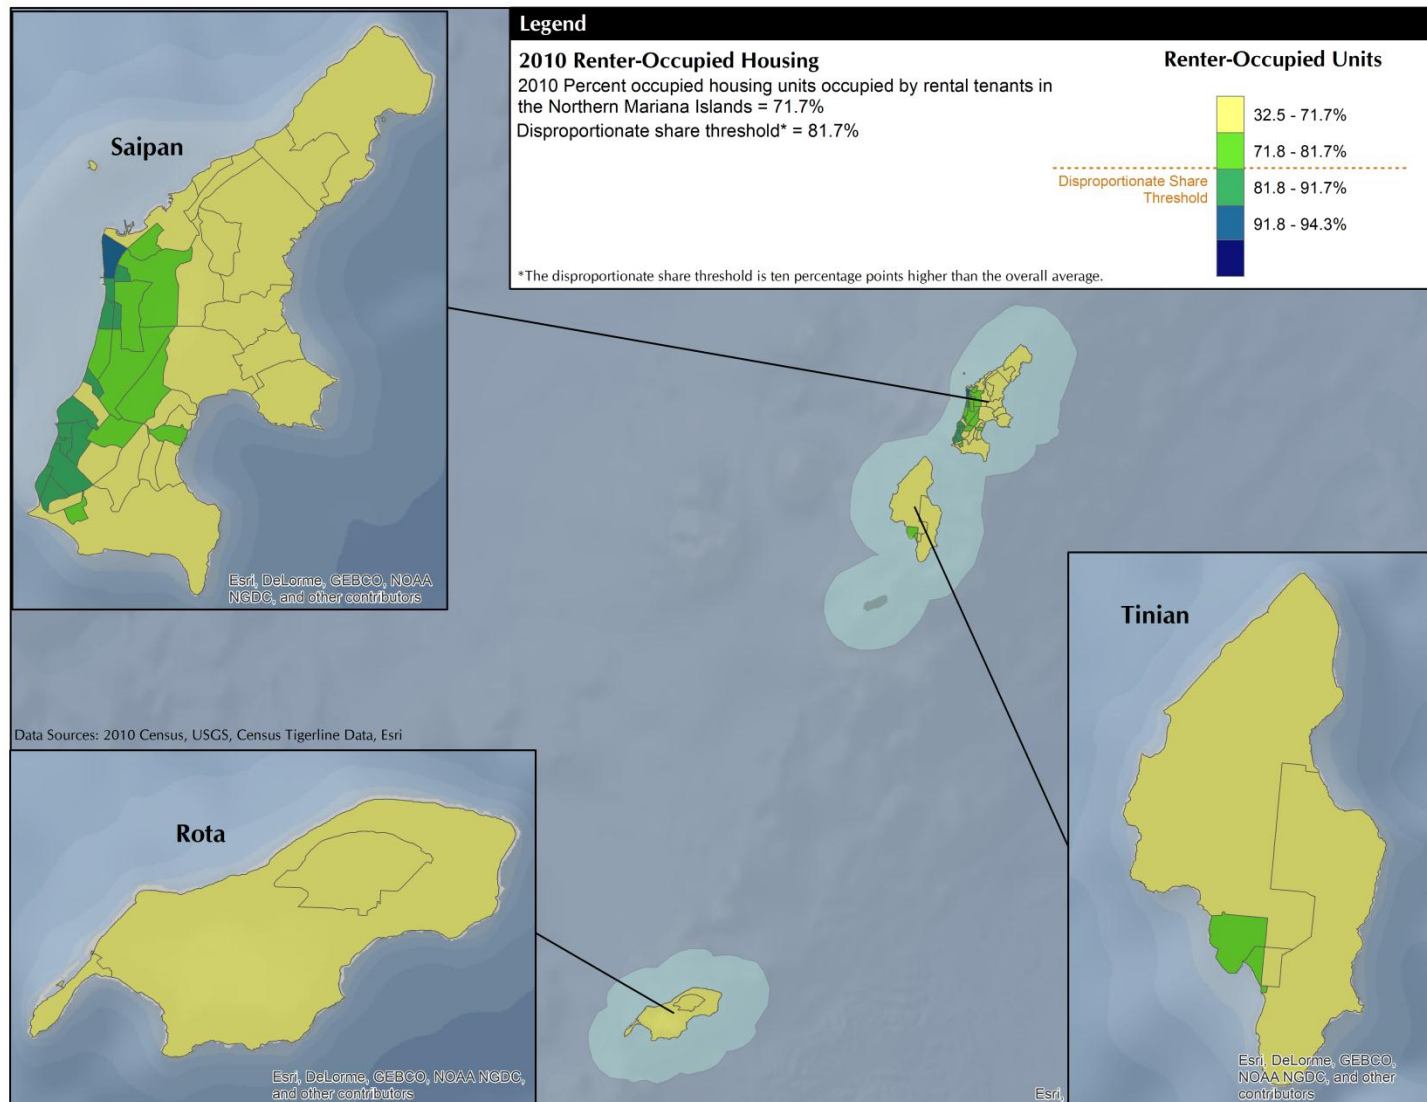 Legend
2010 Renter-Occupied Housing
2010 Percent occupied housing units occupied by rental tenants in
the Northern Mariana Islands = 71.7%
Disproportionate share threshold* = 81.7%
*The disproportionate share threshold is ten percentage points higher than the overall average.
Renter-Occupied Units
32.5 - 71.7%
71.8 - 81.7%
Disproportionate Share
Threshold
81.8 - 91.7%
91.8 - 94.3%
Saipan
Esri, DeLorme, GEBCO, NOAA
NGDC, and other contributors
Tinian
Esri, DeLorme, GEBCO,
NOAA NGDC, and other
contributors
Data Sources: 2010 Census, USGS, Census Tigerline Data, Esri
Rota
Esri, DeLorme, GEBCO, NOAA NGDC,
and other contributors
Esri,